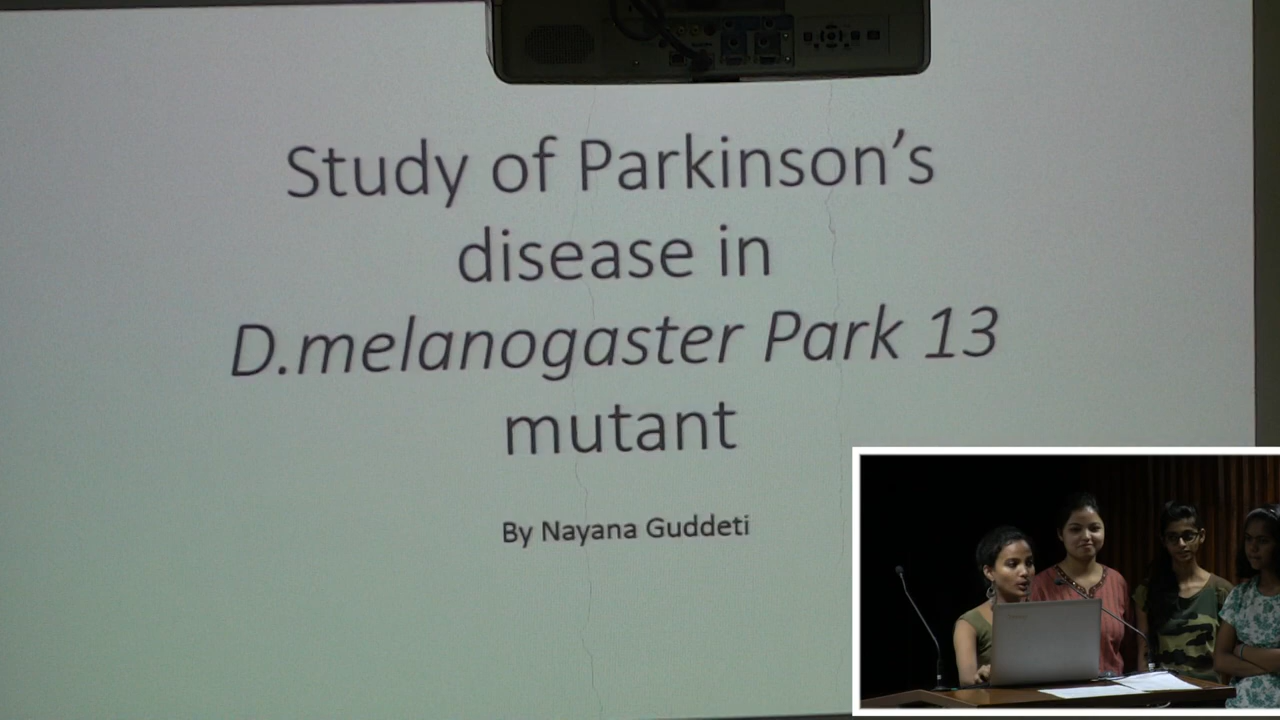 Study of Parkinson’s
disease in
D.melanogaster Park 13
mutant
By Nayana Guddeti